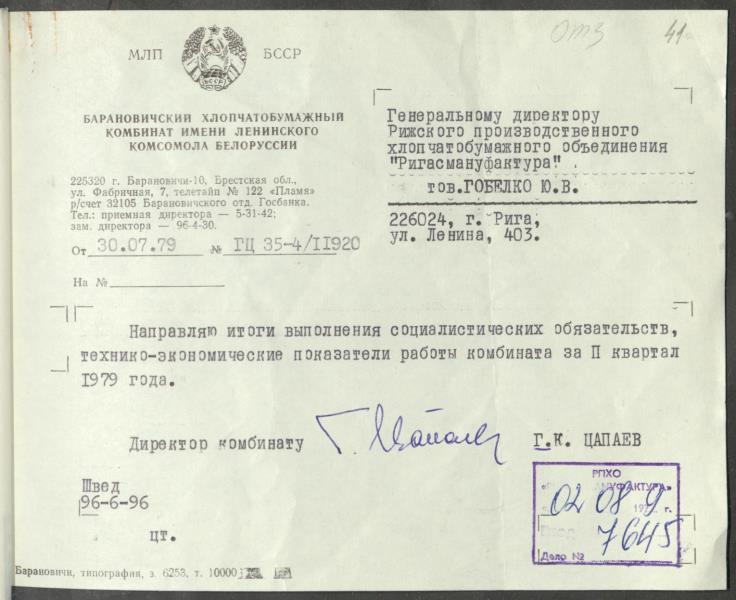 отз 41
МЛП БССР
БАРАНОВИЧСКИЙ ХЛОПЧАТОБУМАЖНЫЙ
КОМБИНАТ ИМЕНИ ЛЕНИНСКОГО
КОМСОМОЛА БЕЛОРУССИИ
225320 г. Барановичи-10, Брестская обл.,
ул. Фабричная, 7, телетайп № 122 «Пламя»
р/счет 32105 Барановичского отд. Госбанка.
Тел.: приемная директора — 5-31-42;
зам. директора — 96-4-30.
От 30.07.79 № ГЦ 35-4/II920
На №
Генеральному директору
Рижского производственного
хлопчатобумажного объединения
"Ригасмануфактура"
тов.ГОБЕЛКО Ю.В.
226024, г. Рига,
ул. Ленина, 403.
Направляю итоги выполнения социалистических обязательств,
технико-экономические показатели работы комбината за II квартал
1979 года.
Директор комбината Г.К. ЦАПАЕВ
Швед
96-6-96
цт.
РПХО
МАНУФАКТУРА»
02 08 9 г.
7645
Дело №
Барановичи, типография, з. 6253, т. 10000